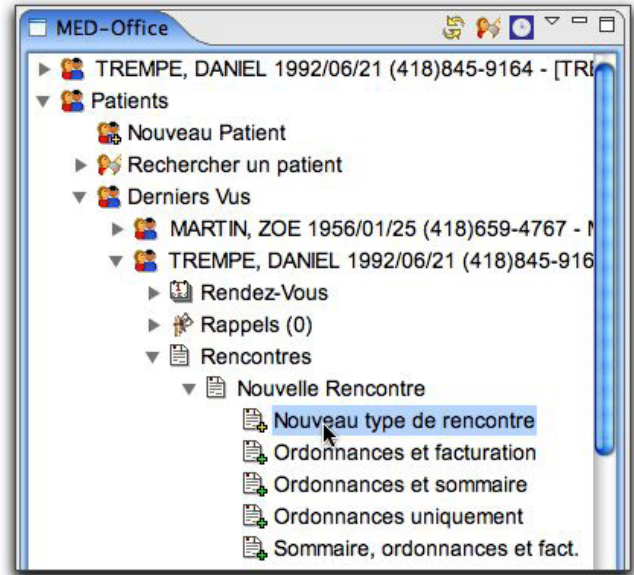 MED-Office
TREMPE, DANIEL 1992/06/21 (418)845-9164 - [TRE
Patients
Nouveau Patient
Rechercher un patient
Derniers Vus
MARTIN, ZOE 1956/01/25 (418)659-4767 - M
TREMPE, DANIEL 1992/06/21 (418)845-916
Rendez-Vous
Rappels (0)
Rencontres
Nouvelle Rencontre
Nouveau type de rencontre
Ordonnances et facturation
Ordonnances et sommaire
Ordonnances uniquement
Sommaire, ordonnances et fact.